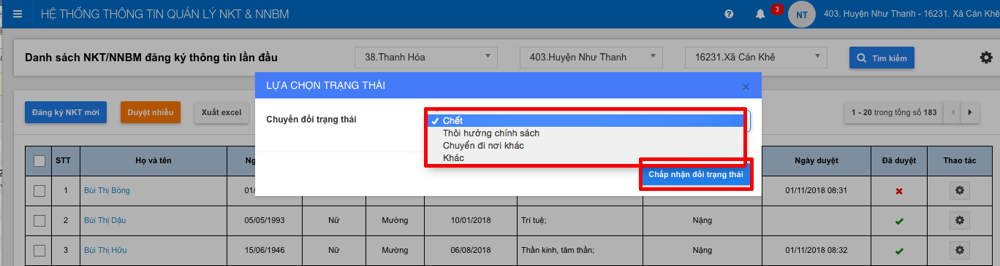 HỆ THỐNG THÔNG TIN QUẢN LÝ NKT & NNBM
3
NT
403. Huyện Như Thanh - 16231. Xã Cán Khê
Danh sách NKT/NNBM đăng ký thông tin lần đầu
38.Thanh Hóa
403.Huyện Như Thanh
16231.Xã Cán Khê
Tìm kiếm
LỰA CHỌN TRẠNG THÁI
Chuyển đổi trạng thái
Chết
Thôi hưởng chính sách
Chuyển đi nơi khác
Khác
Chấp nhận đổi trạng thái
Đăng ký NKT mới
Duyệt nhiều
Xuất excel
1 - 20 trong tổng số 183
STT Họ và tên Ngày duyệt Đã duyệt Thao tác
1 Bùi Thị Bòng 01/11/2018 08:31
2 Bùi Thị Dậu 05/05/1993 Nữ Mường 10/01/2018 Trí tuệ; Nặng
3 Bùi Thị Hữu 15/06/1946 Nữ Mường 06/08/2018 Thần kinh, tâm thần; Nặng 01/11/2018 08:32